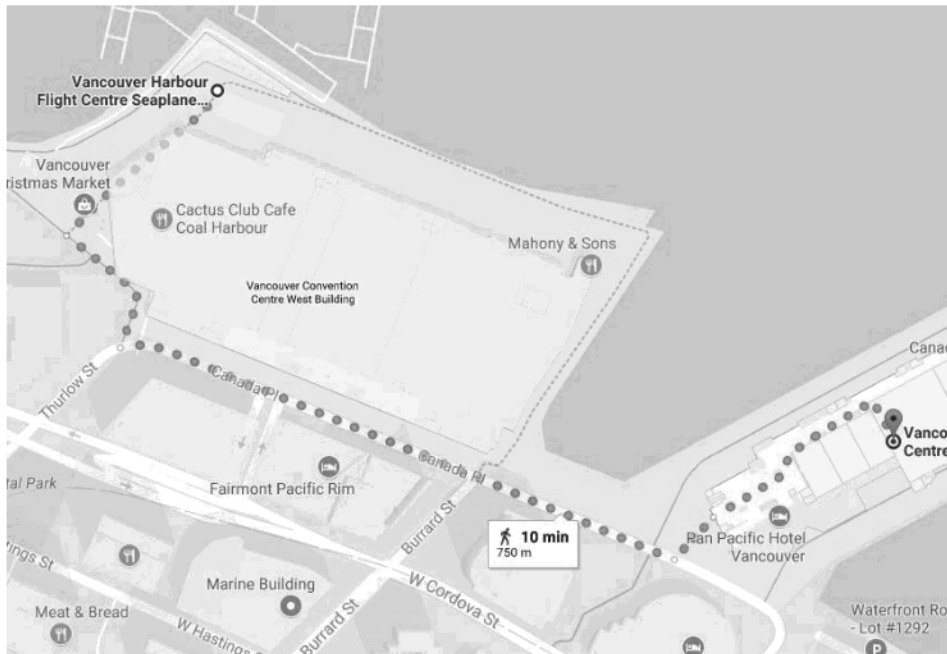 Vancouver Harbour
Flight Centre Seaplane...
Vancouver
ristmas Market
Cactus Club Cafe
Coal Harbour
Mahony & Sons
Vancouver Convention
Centre West Building
Canad
Thurlow St
Canada Pl
Vanco
Centre
Canada Pl
tal Park
Fairmont Pacific Rim
Burrard St
10 min
750 m
Pan Pacific Hotel
Vancouver
Marine Building
W Cordova St
stings St
Meat & Bread
W Hastings S
Burrard St
Waterfront Ro
- Lot #1292
P